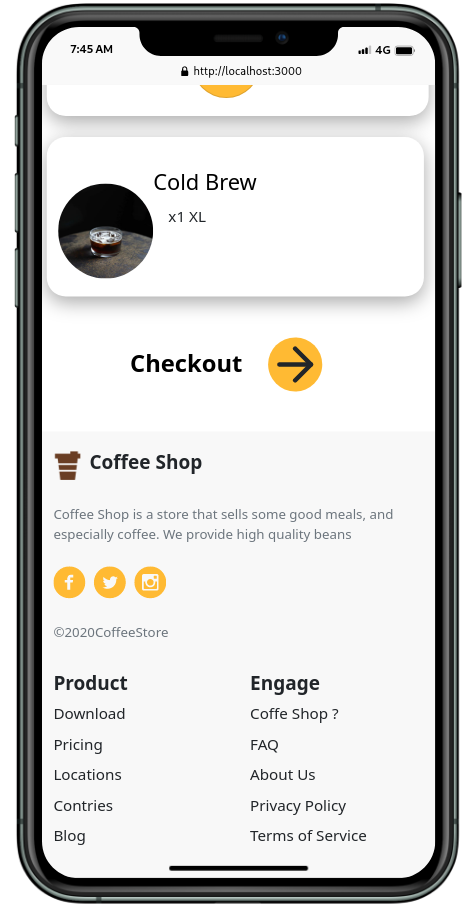 7:45 AM
4G
http://localhost:3000
Cold Brew
x1 XL
Checkout
Coffee Shop
Coffee Shop is a store that sells some good meals, and
especially coffee. We provide high quality beans
©2020CoffeeStore
Product
Download
Pricing
Locations
Contries
Blog
Engage
Coffe Shop ?
FAQ
About Us
Privacy Policy
Terms of Service